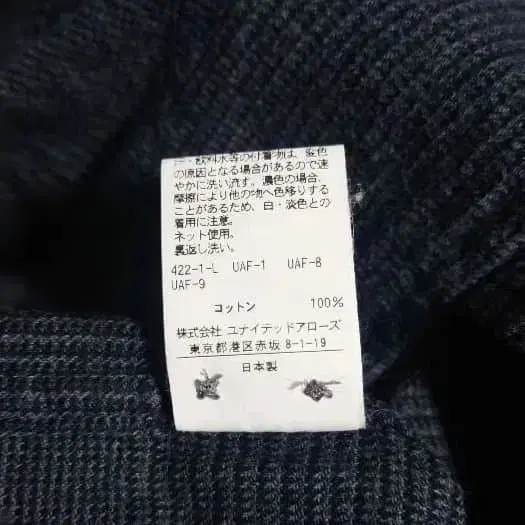 汗・飲料水等の付着物は、変色
の原因となる場合があるので速
やかに洗い流す。濃色の場合、
摩擦により他の物へ色移りする
ことがあるため、白・淡色との
着用に注意。
ネット使用。
裏返し洗い。
422-1-L UAF-1 UAF-8
UAF-9
コットン 100%
株式会社 ユナイテッドアローズ
東京都港区赤坂 8-1-19
日本製